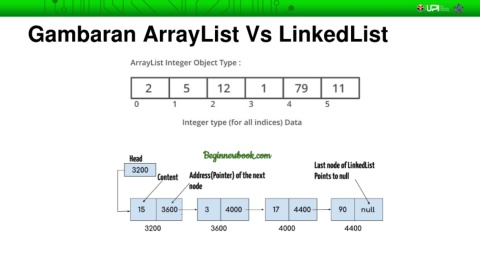 UPI
Gambaran ArrayList Vs LinkedList
ArrayList Integer Object Type :
2 5 12 1 79 11
0 1 2 3 4 5
Integer type (for all indices) Data
Beginnersbook.com
Head
3200
Content
Address(Pointer) of the next
node
Last node of LinkedList
Points to null
15 3600 3 4000 17 4400 90 null
3200 3600 4000 4400